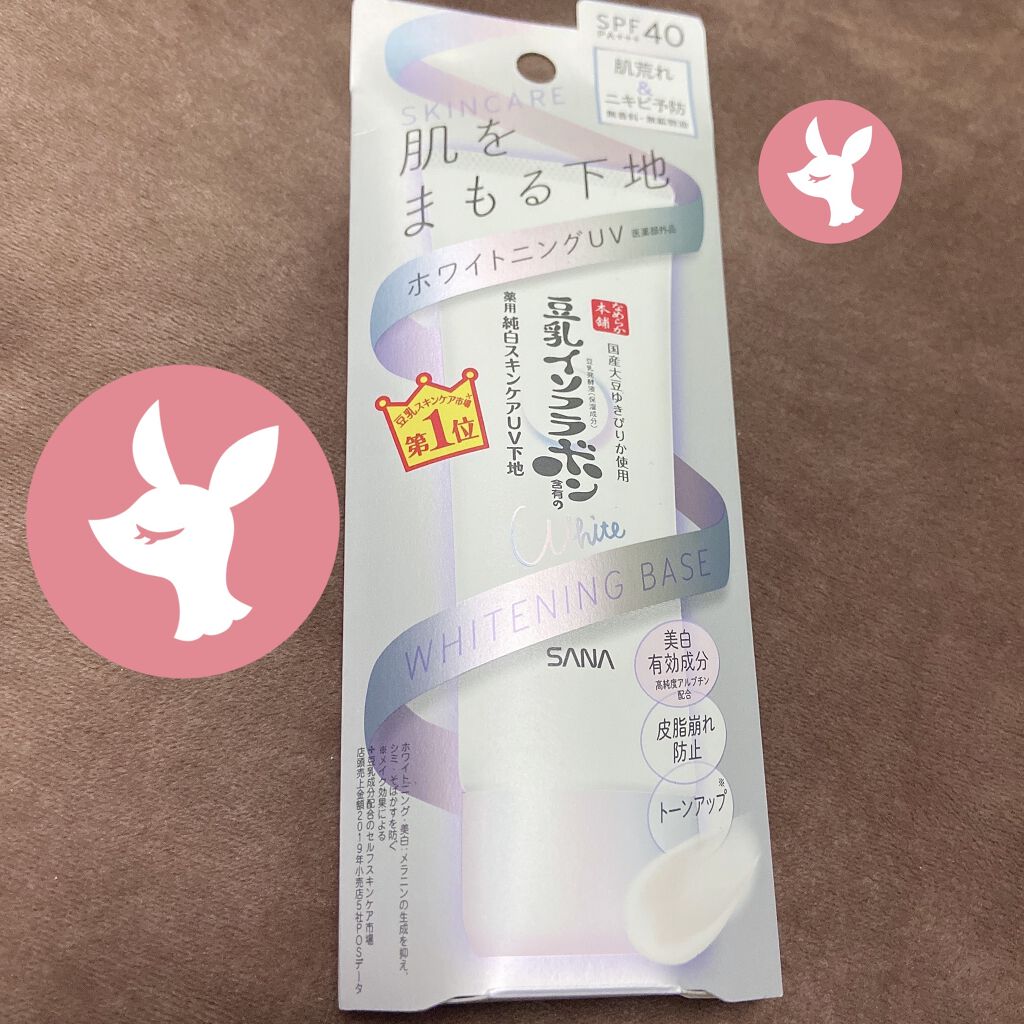 SPF40
PA+++
肌荒れ
&
ニキビ予防
無香料・無鉱物油
SKINCARE
肌を
まもる下地
ホワイトニングUV 医薬部外品
なめらか
本舗
国産大豆ゆきぴりか使用
豆乳発酵液(保湿成分)
豆乳イソフラボン
含有の
薬用 純白スキンケアUV下地
豆乳スキンケア市場+
第1位
White
WHITENING BASE
SANA
美白
有効成分
高純度アルブチン
配合
皮脂崩れ
防止
トーンアップ※
ホワイトニング・美白:メラニンの生成を抑え、
シミ・そばかすを防ぐ
※メイク効果による
+豆乳成分配合のセルフスキンケア市場
店頭売上金額2019年小売店5社POSデータ